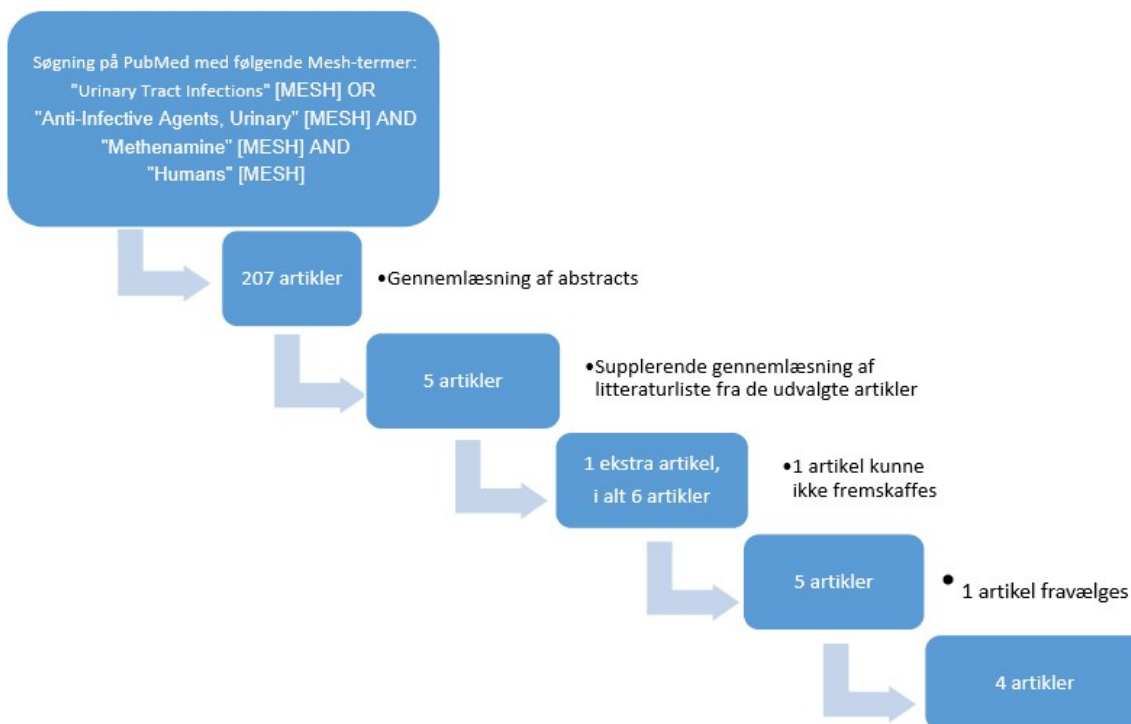 Søgning på PubMed med følgende Mesh-termer:
"Urinary Tract Infections" [MESH] OR
"Anti-Infective Agents, Urinary" [MESH] AND
"Methenamine" [MESH] AND
"Humans" [MESH]
207 artikler
•Gennemlæsning af abstracts
5 artikler
•Supplerende gennemlæsning af
litteraturliste fra de udvalgte artikler
1 ekstra artikel,
i alt 6 artikler
•1 artikel kunne
ikke fremskaffes
5 artikler
• 1 artikel fravælges
4 artikler